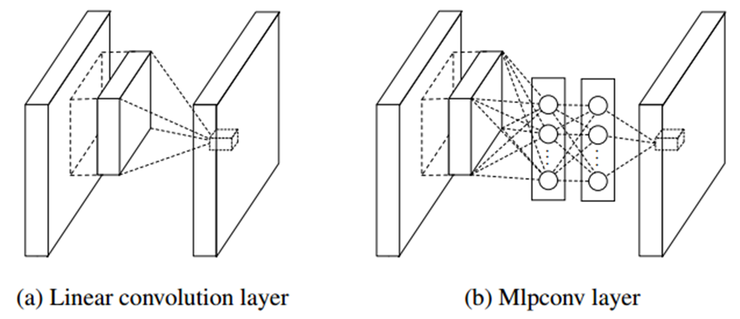 (a) Linear convolution layer
(b) Mlpconv layer